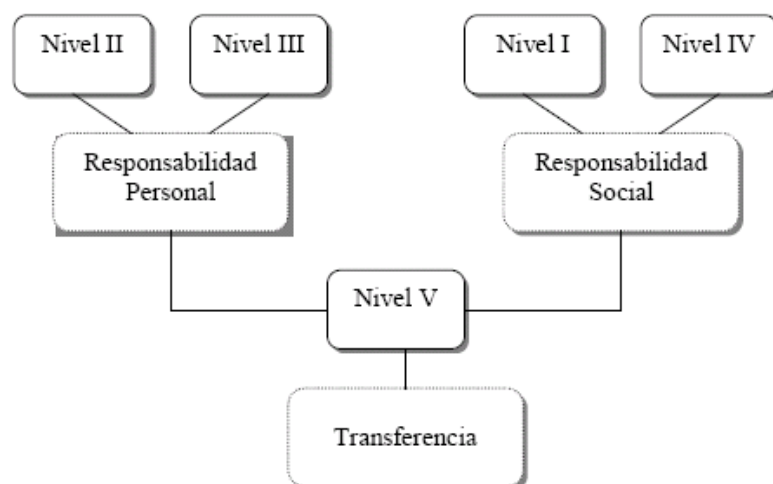 Nivel II
Nivel III
Nivel I
Nivel IV
Responsabilidad
Personal
Responsabilidad
Social
Nivel V
Transferencia